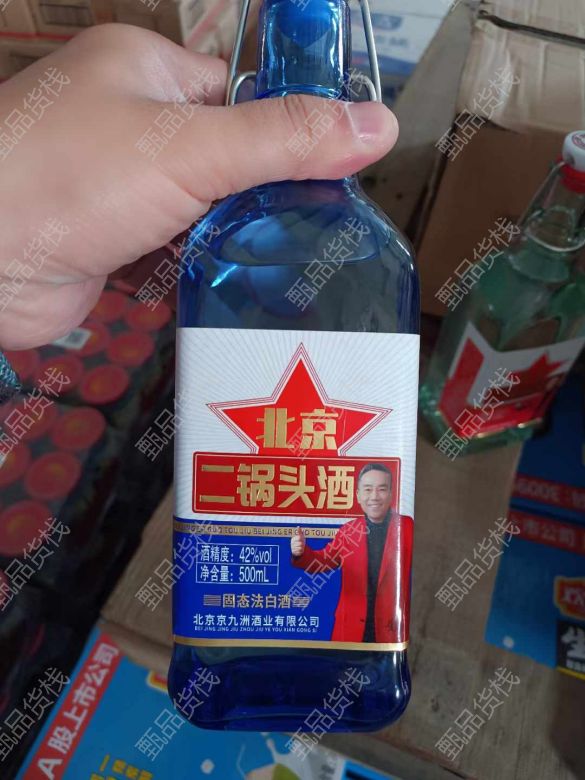 北京
二锅头酒
酒精度：42%vol
净含量：500mL
固态法白酒
北京京九洲酒业有限公司
BEI JING JING JIU ZHOU JIU YE YOU XIAN GONG SI
A股上市公司
甄品货栈